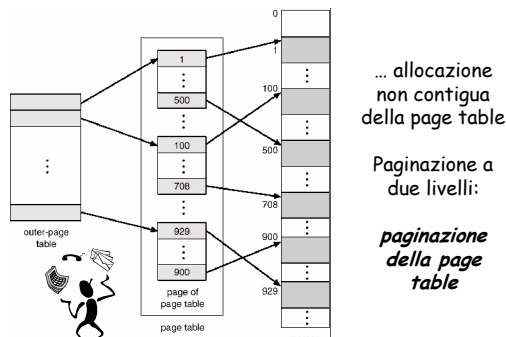 0
1
1
⋮
⋮
… allocazione
100
non contigua
500
della page table
⋮
⋮
100
500
Paginazione a
⋮
⋮
due livelli:
708
708
⋮
⋮
outer-page
table
929
900
paginazione
⋮
⋮
della page
900
929
table
page of
page table
⋮
page table